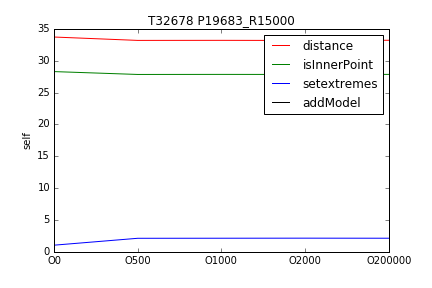 T32678 P19683_R15000
35
30
25
20
15
10
5
0
self
distance
isInnerPoint
setextremes
addModel
O0 O500 O1000 O2000 O200000